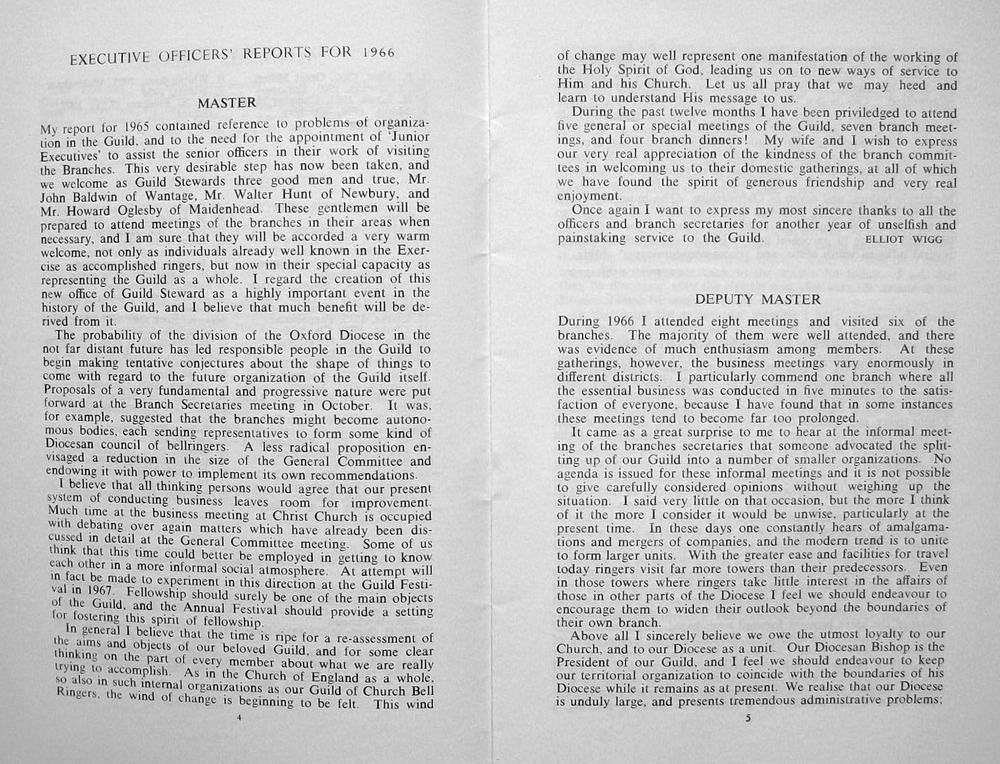 EXECUTIVE OFFICERS' REPORTS FOR 1966
MASTER
My report for 1965 contained reference to problems of organiza-
tion in the Guild, and to the need for the appointment of 'Junior
Executives' to assist the senior officers in their work of visiting
the Branches. This very desirable step has now been taken, and
we welcome as Guild Stewards three good men and true, Mr.
John Baldwin of Wantage, Mr. Walter Hunt of Newbury, and
Mr. Howard Oglesby of Maidenhead. These gentlemen will be
prepared to attend meetings of the branches in their areas when
necessary, and I am sure that they will be accorded a very warm
welcome, not only as individuals already well known in the Exer-
cise as accomplished ringers, but now in their special capacity as
representing the Guild as a whole. I regard the creation of this
new office of Guild Steward as a highly important event in the
history of the Guild, and I believe that much benefit will be de-
rived from it.
The probability of the division of the Oxford Diocese in the
not far distant future has led responsible people in the Guild to
begin making tentative conjectures about the shape of things to
come with regard to the future organization of the Guild itself.
Proposals of a very fundamental and progressive nature were put
forward at the Branch Secretaries meeting in October. It was,
for example, suggested that the branches might become autono-
mous bodies, each sending representatives to form some kind of
Diocesan council of bellringers. A less radical proposition en-
visaged a reduction in the size of the General Committee and
endowing it with power to implement its own recommendations.
I believe that all thinking persons would agree that our present
system of conducting business leaves room for improvement.
Much time at the business meeting at Christ Church is occupied
with debating over again matters which have already been dis-
cussed in detail at the General Committee meeting. Some of us
think that this time could better be employed in getting to know
each other in a more informal social atmosphere. At attempt will
in fact be made to experiment in this direction at the Guild Festi-
val in 1967. Fellowship should surely be one of the main objects
of the Guild, and the Annual Festival should provide a setting
for fostering this spirit of fellowship.
In general I believe that the time is ripe for a re-assessment of
the aims and objects of our beloved Guild, and for some clear
thinking on the part of every member about what we are really
trying to accomplish. As in the Church of England as a whole,
so also in such internal organizations as our Guild of Church Bell
Ringers, the wind of change is beginning to be felt. This wind
4
of change may well represent one manifestation of the working of
the Holy Spirit of God, leading us on to new ways of service to
Him and his Church. Let us all pray that we may heed and
learn to understand His message to us.
During the past twelve months I have been priviledged to attend
five general or special meetings of the Guild, seven branch meet-
ings, and four branch dinners! My wife and I wish to express
our very real appreciation of the kindness of the branch commit-
tees in welcoming us to their domestic gatherings, at all of which
we have found the spirit of generous friendship and very real
enjoyment.
Once again I want to express my most sincere thanks to all the
officers and branch secretaries for another year of unselfish and
painstaking service to the Guild. ELLIOT WIGG
DEPUTY MASTER
During 1966 I attended eight meetings and visited six of the
branches. The majority of them were well attended, and there
was evidence of much enthusiasm among members. At these
gatherings, however, the business meetings vary enormously in
different districts. I particularly commend one branch where all
the essential business was conducted in five minutes to the satis-
faction of everyone, because I have found that in some instances
these meetings tend to become far too prolonged.
It came as a great surprise to me to hear at the informal meet-
ing of the branches secretaries that someone advocated the split-
ting up of our Guild into a number of smaller organizations. No
agenda is issued for these informal meetings and it is not possible
to give carefully considered opinions without weighing up the
situation. I said very little on that occasion, but the more I think
of it the more I consider it would be unwise, particularly at the
present time. In these days one constantly hears of amalgama-
tions and mergers of companies, and the modern trend is to unite
to form larger units. With the greater ease and facilities for travel
today ringers visit far more towers than their predecessors. Even
in those towers where ringers take little interest in the affairs of
those in other parts of the Diocese I feel we should endeavour to
encourage them to widen their outlook beyond the boundaries of
their own branch.
Above all I sincerely believe we owe the utmost loyalty to our
Church, and to our Diocese as a unit. Our Diocesan Bishop is the
President of our Guild, and I feel we should endeavour to keep
our territorial organization to coincide with the boundaries of his
Diocese while it remains as at present. We realise that our Diocese
is unduly large, and presents tremendous administrative problems;
5